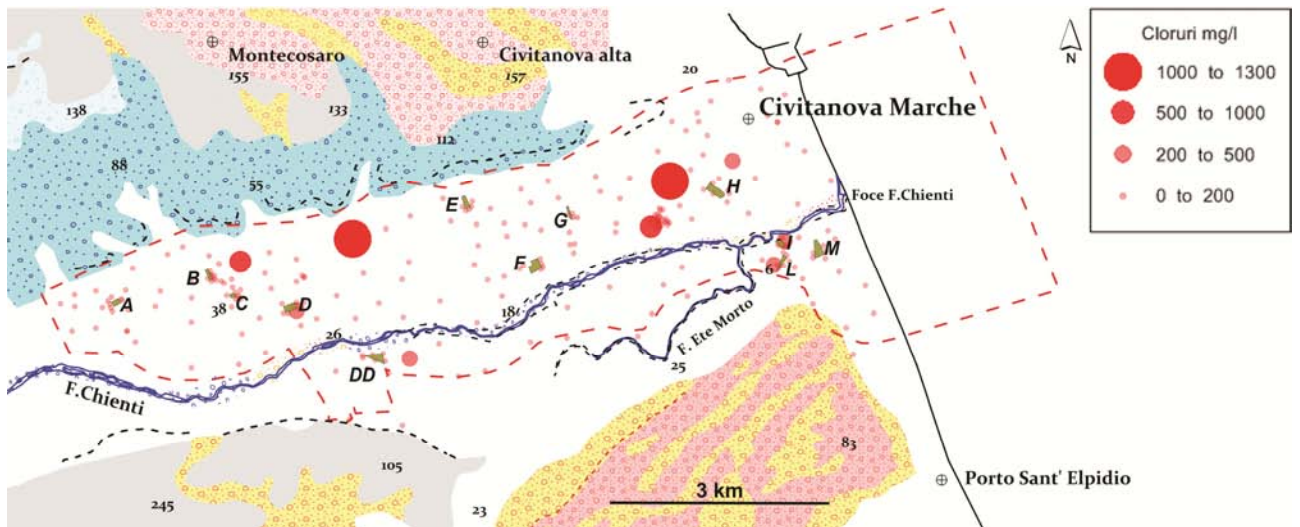 Montecosaro
155
Civitanova alta
157
20
138
133
Civitanova Marche
112
88
55
E
G
H
Foce F.Chienti
B
F
I
M
A
C
38
D
6
L
18
26
F. Ete Morto
DD
25
F.Chienti
83
105
245
23
3 km
Porto Sant' Elpidio
N
Cloruri mg/l
1000 to 1300
500 to 1000
200 to 500
0 to 200